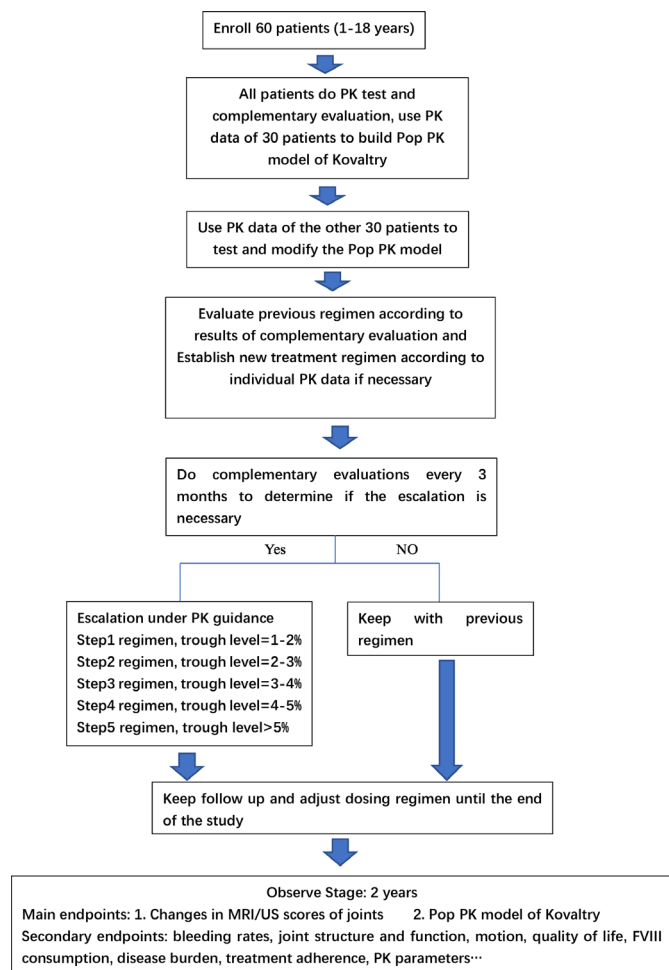 Enroll 60 patients (1-18 years)
All patients do PK test and
complementary evaluation, use PK
data of 30 patients to build Pop PK
model of Kovaltry
Use PK data of the other 30 patients to
test and modify the Pop PK model
Evaluate previous regimen according to
results of complementary evaluation and
Establish new treatment regimen according to
individual PK data if necessary
Do complementary evaluations every 3
months to determine if the escalation is
necessary
Yes NO
Escalation under PK guidance
Step1 regimen, trough level=1-2%
Step2 regimen, trough level=2-3%
Step3 regimen, trough level=3-4%
Step4 regimen, trough level=4-5%
Step5 regimen, trough level>5%
Keep with previous
regimen
Keep follow up and adjust dosing regimen until the end
of the study
Observe Stage: 2 years
Main endpoints: 1. Changes in MRI/US scores of joints 2. Pop PK model of Kovaltry
Secondary endpoints: bleeding rates, joint structure and function, motion, quality of life, FVIII
consumption, disease burden, treatment adherence, PK parameters…